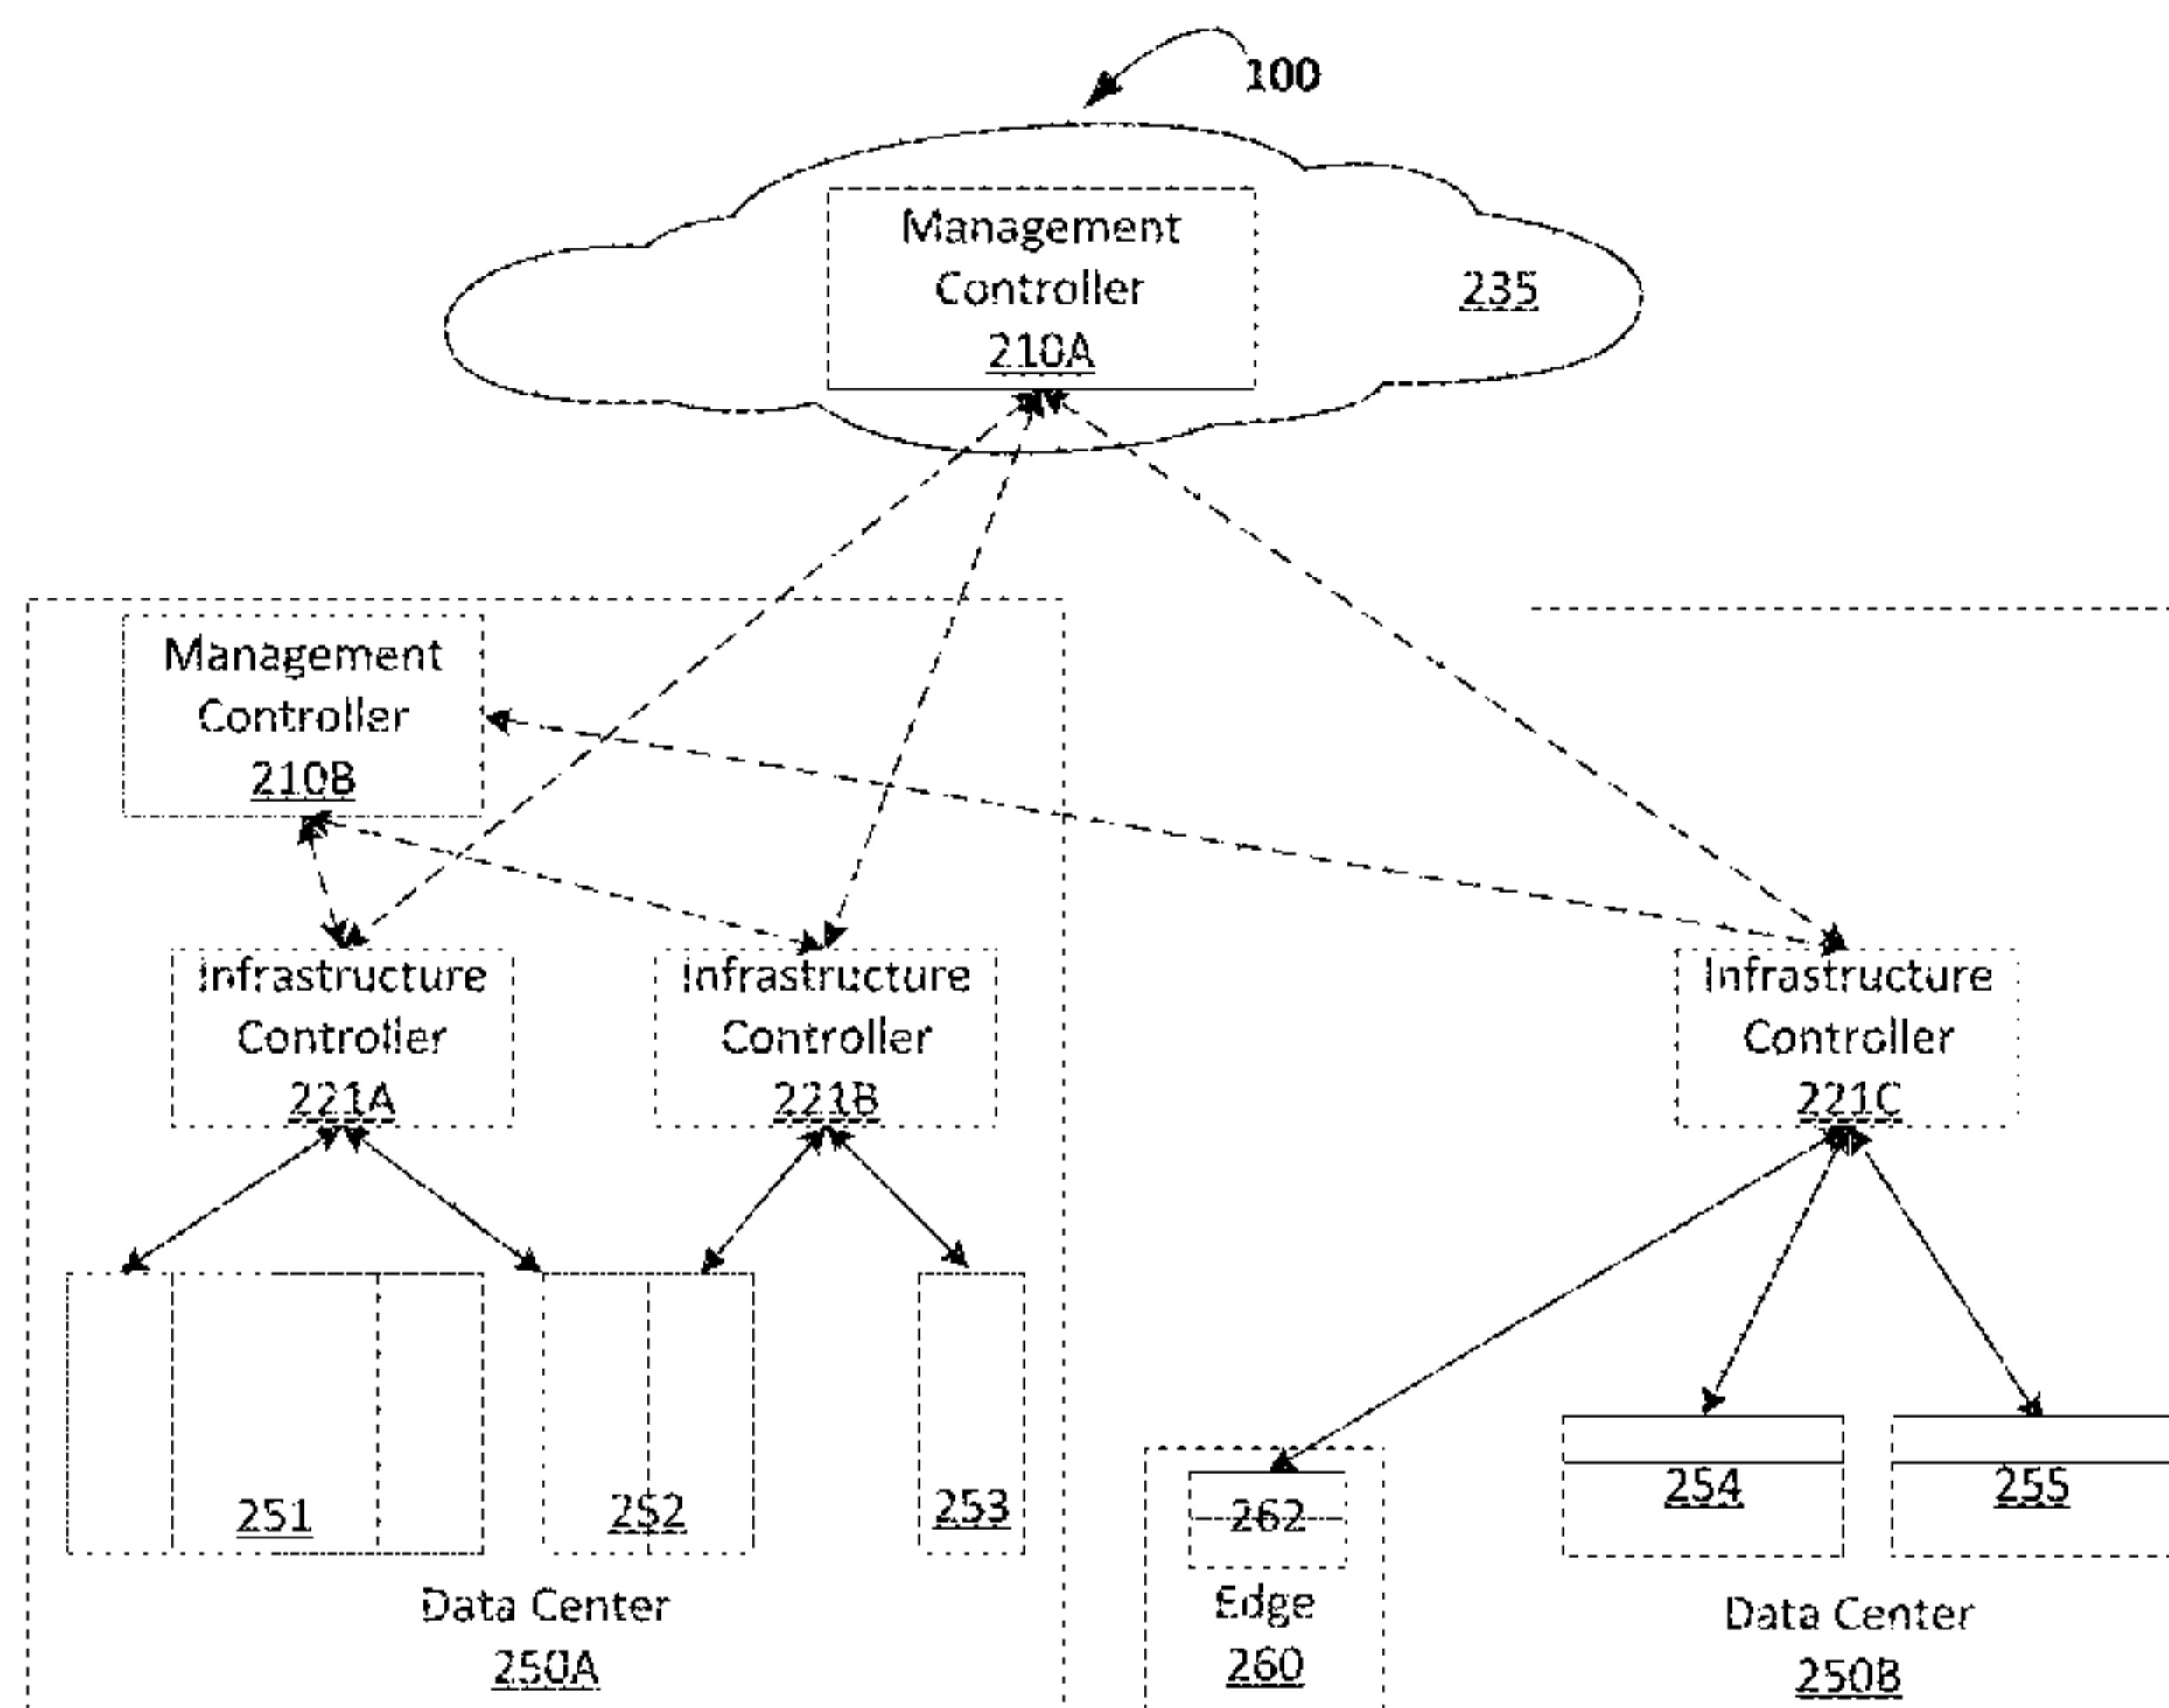 100
Management
Controller
210A
235
Management
Controller
210B
Infrastructure
Controller
221A
Infrastructure
Controller
221B
Infrastructure
Controller
221C
251
252
253
262
254
255
Data Center
250A
Edge
260
Data Center
250B